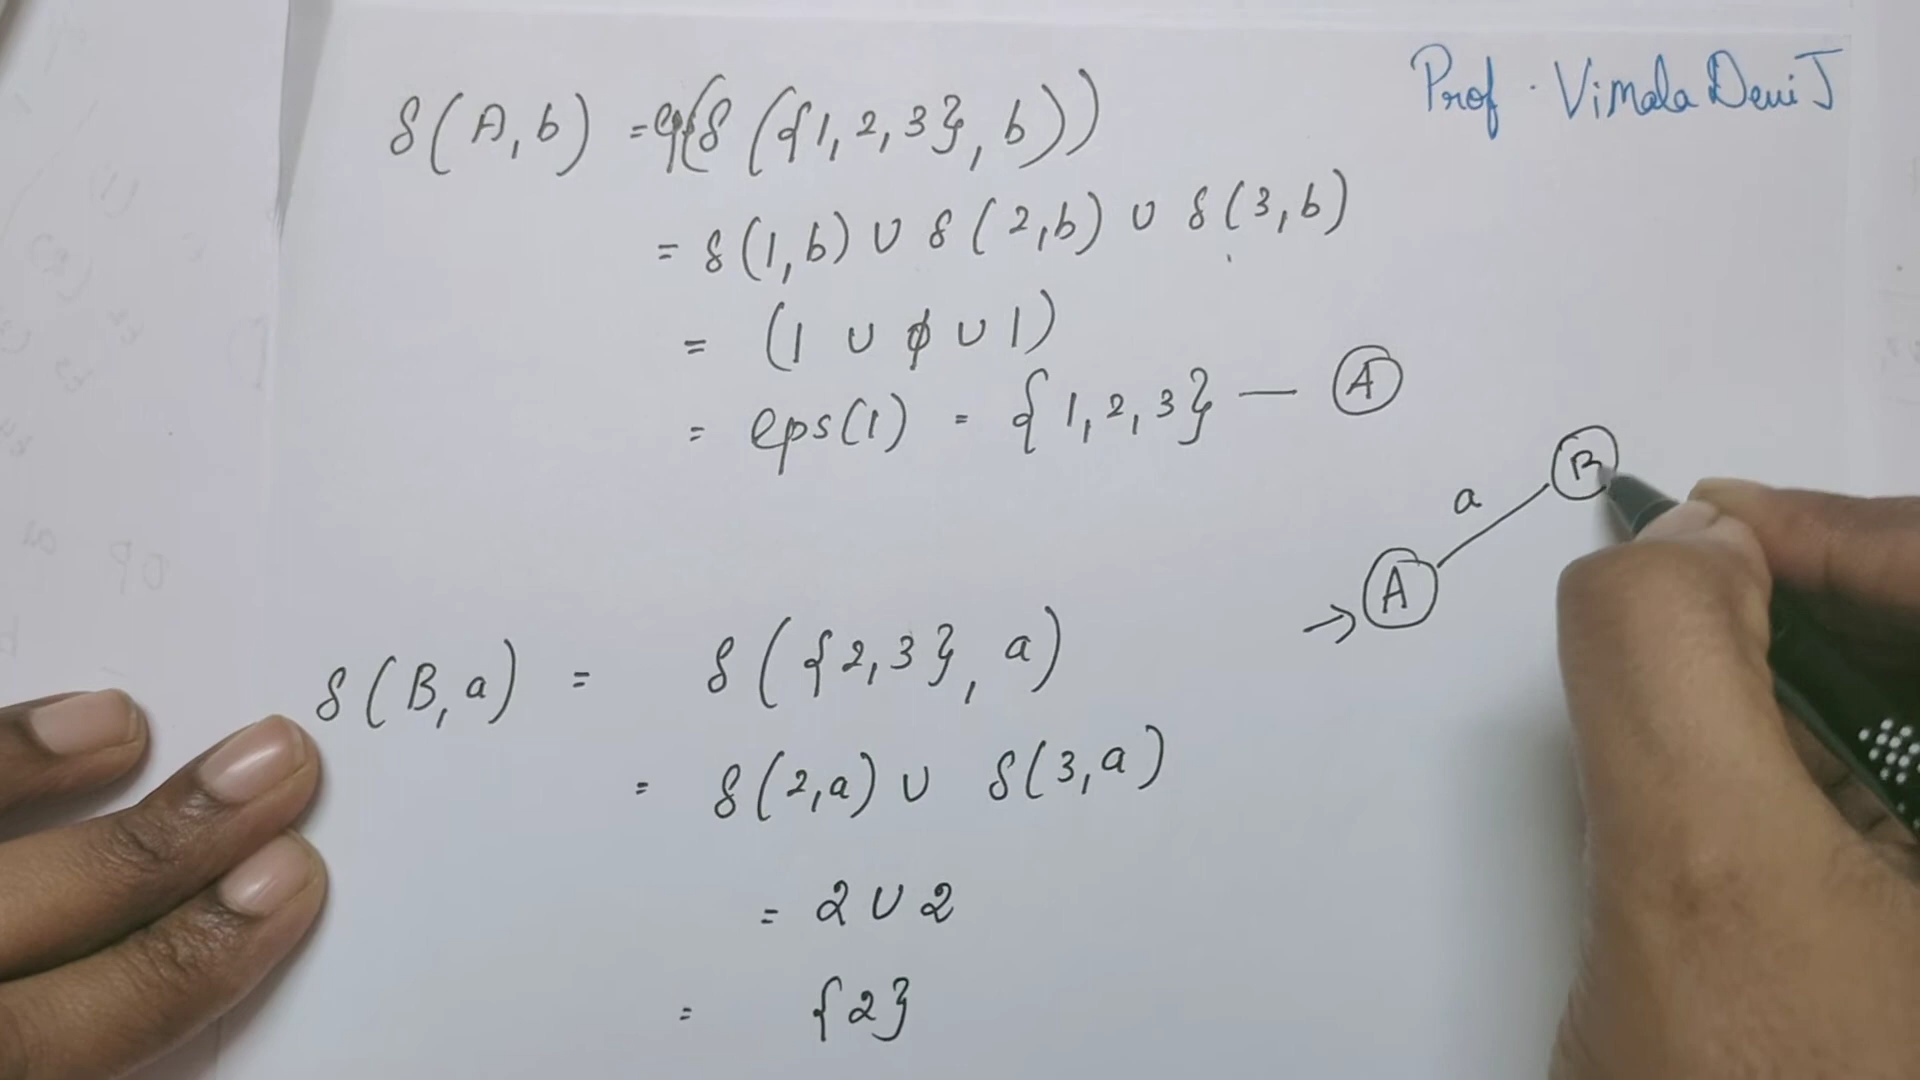 Prof. Vimala Devi J
δ(A,b) = (δ({1,2,3}, b))
= δ(1,b) ∪ δ(2,b) ∪ δ(3,b)
= (1 ∪ ϕ ∪ 1)
= eps(1) = {1,2,3} — A
a
B
→ A
δ(B,a) = δ({2,3}, a)
= δ(2,a) ∪ δ(3,a)
= 2 ∪ 2
= {2}